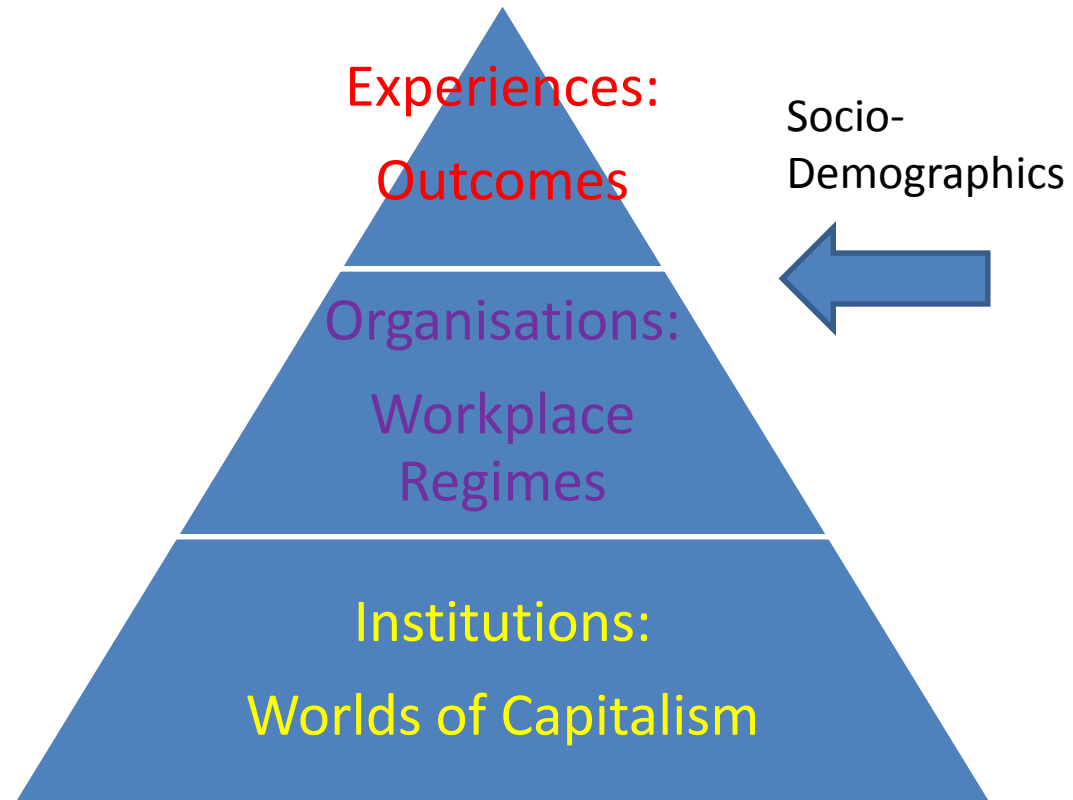 Experiences:
Outcomes
Socio-
Demographics
Organisations:
Workplace
Regimes
Institutions:
Worlds of Capitalism